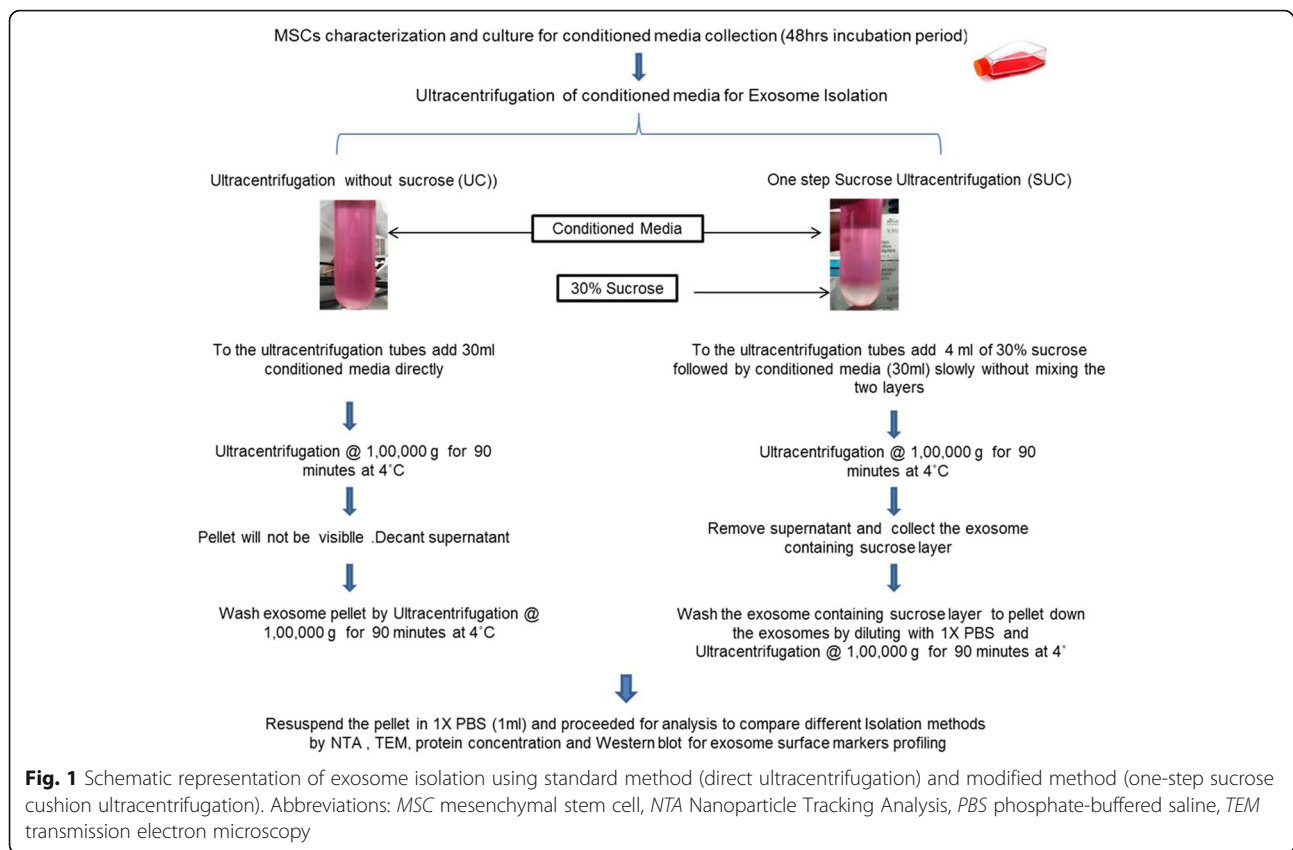 MSCs characterization and culture for conditioned media collection (48hrs incubation period)
Ultracentrifugation of conditioned media for Exosome Isolation
Ultracentrifugation without sucrose (UC))
One step Sucrose Ultracentrifugation (SUC)
Conditioned Media
30% Sucrose
To the ultracentrifugation tubes add 30ml
conditioned media directly
Ultracentrifugation @ 1,00,000 g for 90
minutes at 4˚C
Pellet will not be visiblle .Decant supernatant
Wash exosome pellet by Ultracentrifugation @
1,00,000 g for 90 minutes at 4˚C
To the ultracentrifugation tubes add 4 ml of 30% sucrose
followed by conditioned media (30ml) slowly without mixing the
two layers
Ultracentrifugation @ 1,00,000 g for 90
minutes at 4˚C
Remove supernatant and collect the exosome
containing sucrose layer
Wash the exosome containing sucrose layer to pellet down
the exosomes by diluting with 1X PBS and
Ultracentrifugation @ 1,00,000 g for 90 minutes at 4˚
Resuspend the pellet in 1X PBS (1ml) and proceeded for analysis to compare different Isolation methods
by NTA , TEM, protein concentration and Western blot for exosome surface markers profiling
Fig. 1 Schematic representation of exosome isolation using standard method (direct ultracentrifugation) and modified method (one-step sucrose
cushion ultracentrifugation). Abbreviations: MSC mesenchymal stem cell, NTA Nanoparticle Tracking Analysis, PBS phosphate-buffered saline, TEM
transmission electron microscopy